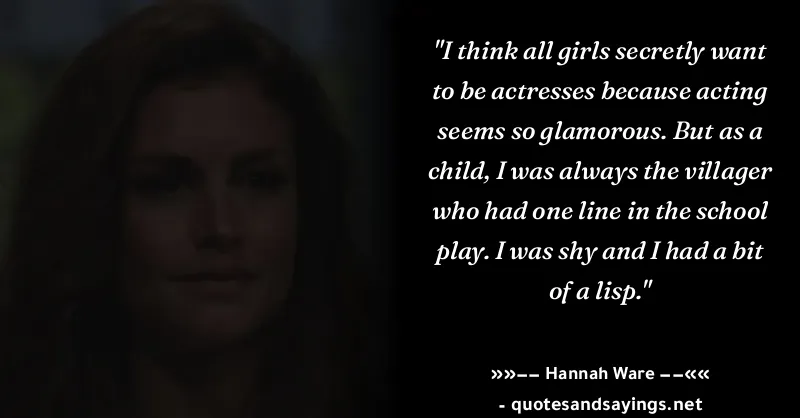 "I think all girls secretly want
to be actresses because acting
seems so glamorous. But as a
child, I was always the villager
who had one line in the school
play. I was shy and I had a bit
of a lisp."
»»−− Hannah Ware −−««
- quotesandsayings.net